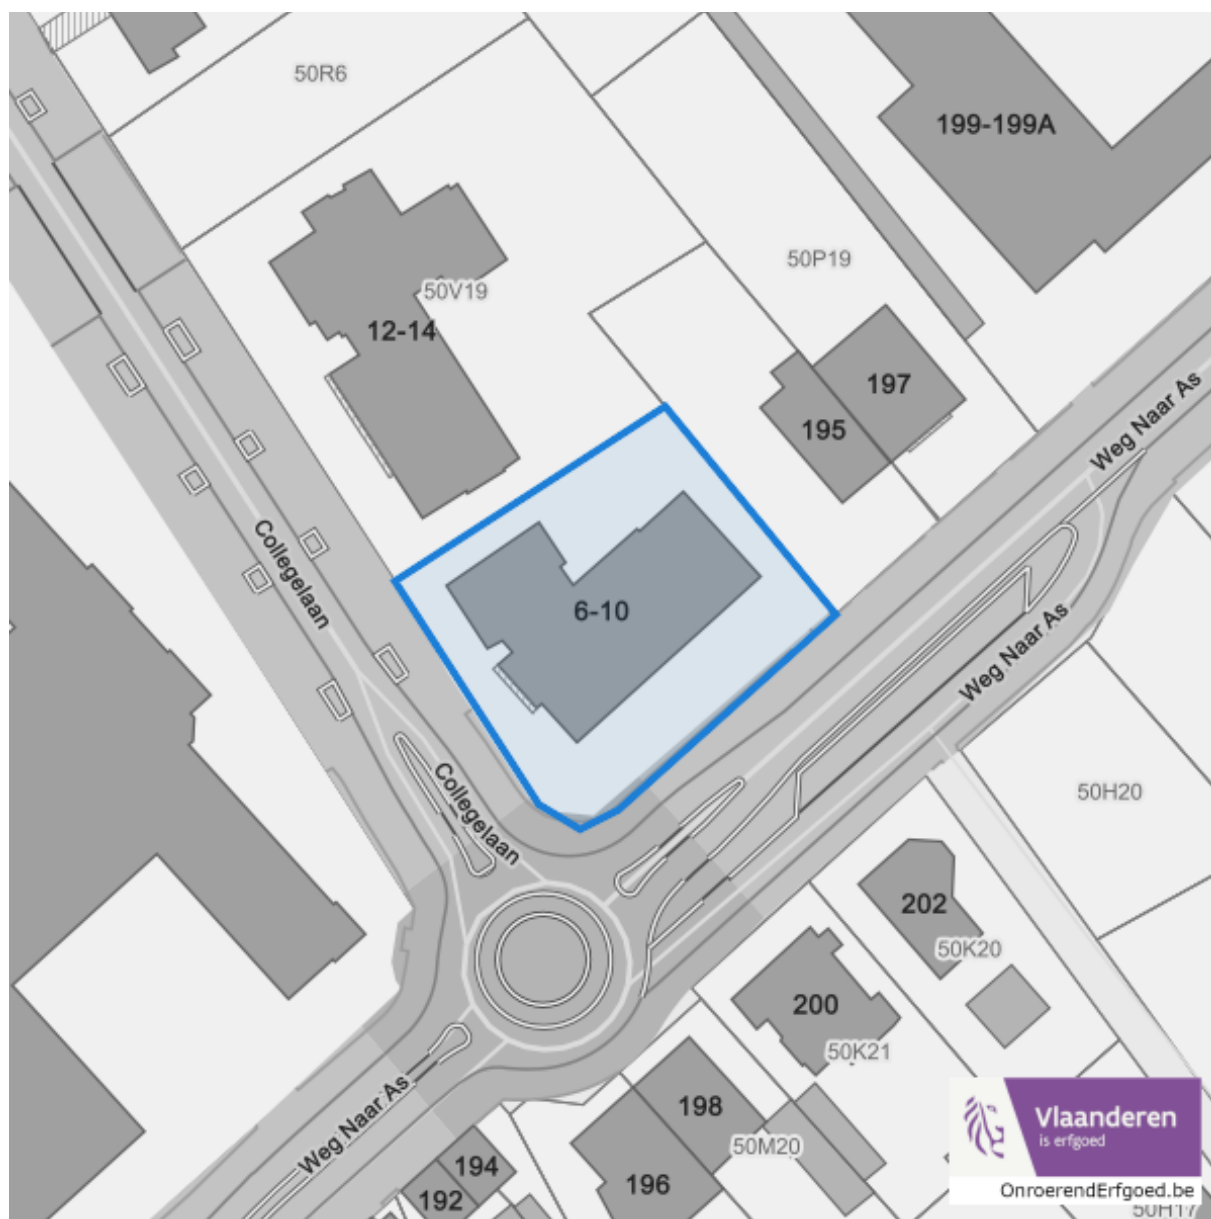 50R6
199-199A
50P19
50V19
12-14
197
195
Weg Naar As
Collegelaan
6-10
Weg Naar As
50H20
Collegelaan
202
50K20
200
50K21
198
Weg Naar As
50M20
194
196
192
Vlaanderen
is erfgoed
OnroerendErfgoed.be
50H17